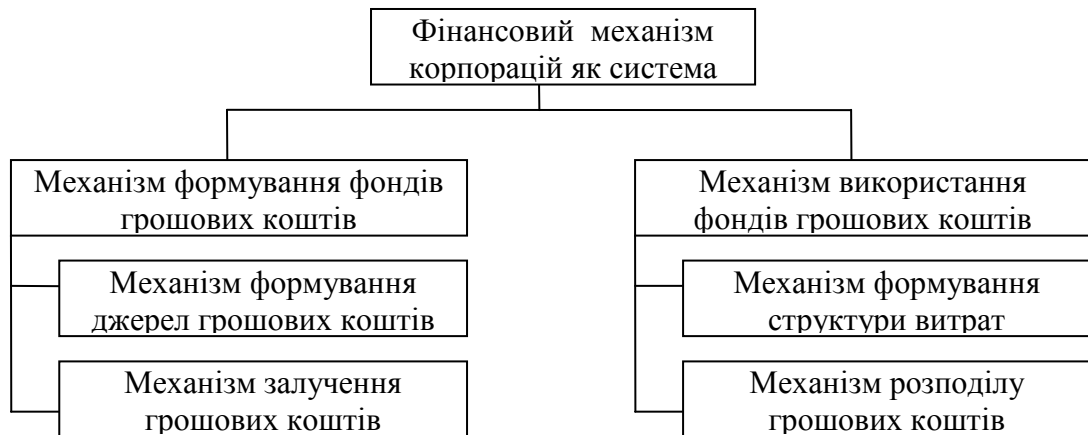 Фінансовий механізм
корпорацій як система
Механізм формування фондів
грошових коштів
Механізм формування
джерел грошових коштів
Механізм залучення
грошових коштів
Механізм використання
фондів грошових коштів
Механізм формування
структури витрат
Механізм розподілу
грошових коштів